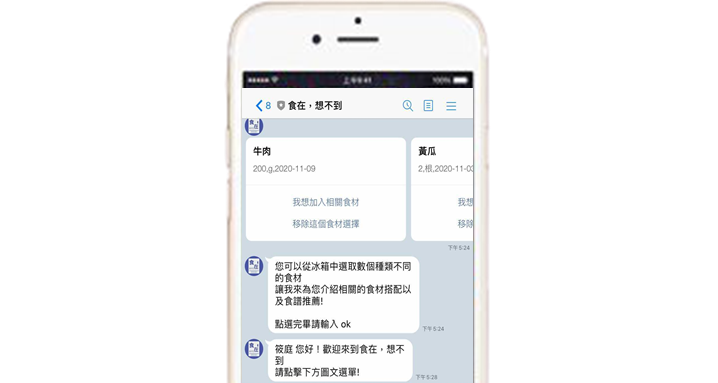 上午9:41
100%
8 食在，想不到
牛肉
200,g,2020-11-09
我想加入相關食材
移除這個食材選擇
黃瓜
2,根,2020-11-03
我想
移除
下午 5:24
您可以從冰箱中選取數個種類不同
的食材
讓我來為您介紹相關的食材搭配以
及食譜推薦!
點選完畢請輸入 ok
下午 5:24
筱庭 您好！歡迎來到食在，想不
到
請點擊下方圖文選單!
下午 5:28